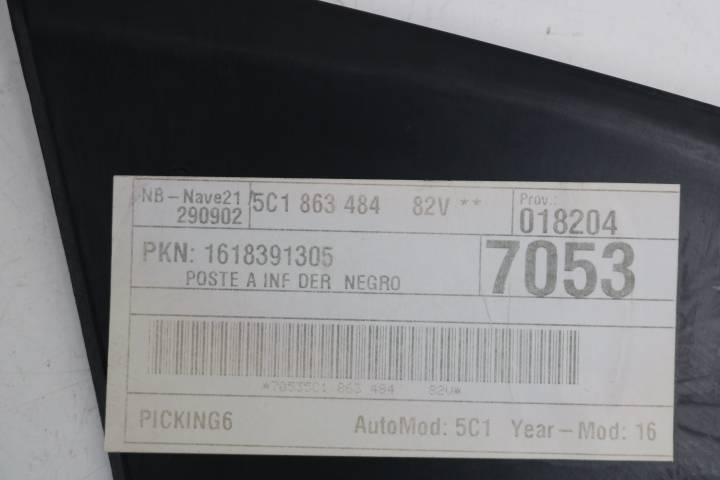 NB-Nave21 5C1 863 484 82V ** Prov.:
290902 018204
PKN: 1618391305 7053
POSTE A INF DER NEGRO
*70535C1 863 484 82V*
PICKING6 AutoMod: 5C1 Year-Mod: 16